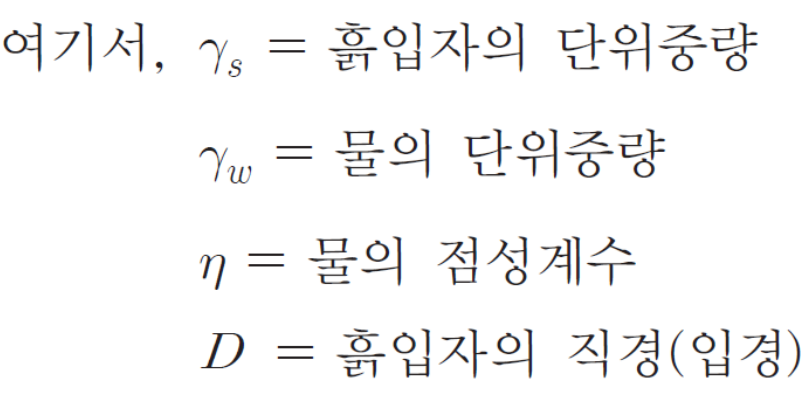 여기서, γₛ = 흙입자의 단위중량
γ_w = 물의 단위중량
η = 물의 점성계수
D = 흙입자의 직경(입경)